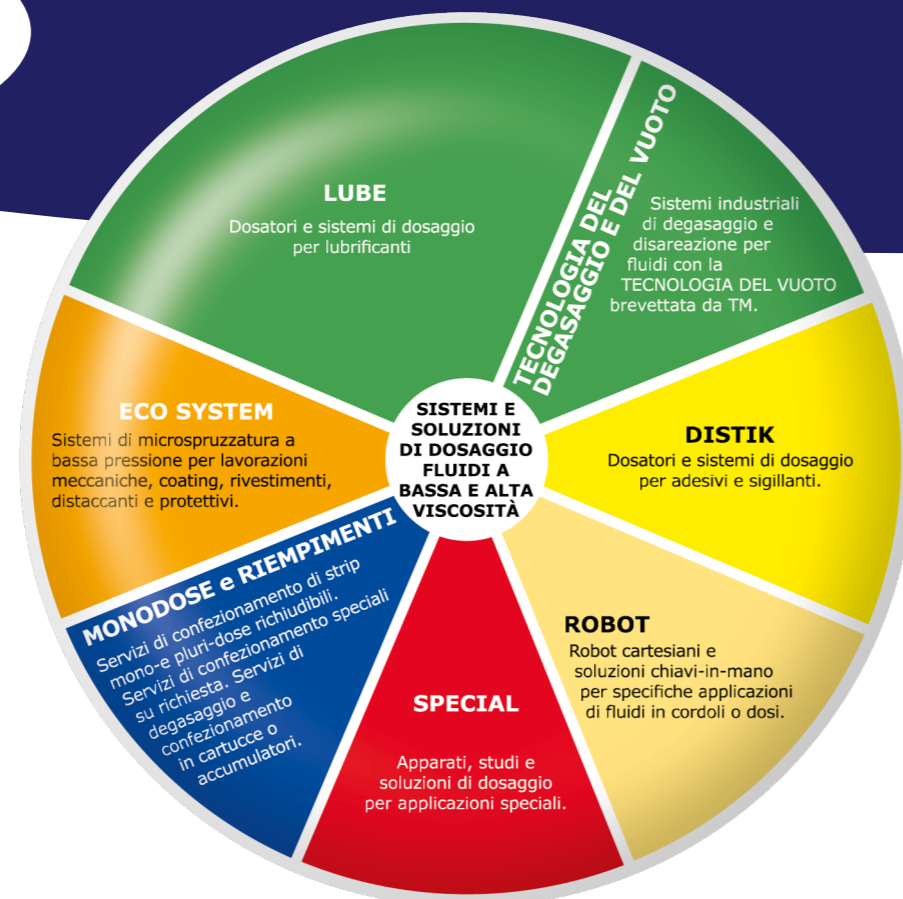 LUBE
Dosatori e sistemi di dosaggio
per lubrificanti
TECNOLOGIA DEL
DEGASAGGIO E DEL VUOTO
Sistemi industriali
di degasaggio e
disareazione per
fluidi con la
TECNOLOGIA DEL VUOTO
brevettata da TM.
DISTIK
Dosatori e sistemi di dosaggio
per adesivi e sigillanti.
ROBOT
Robot cartesiani e
soluzioni chiavi-in-mano
per specifiche applicazioni
di fluidi in cordoli o dosi.
SPECIAL
Apparati, studi e
soluzioni di dosaggio
per applicazioni speciali.
MONODOSE e RIEMPIMENTI
Servizi di confezionamento di strip
mono-e pluri-dose richiudibili.
Servizi di confezionamento speciali
su richiesta. Servizi di
degasaggio e
confezionamento
in cartucce o
accumulatori.
ECO SYSTEM
Sistemi di microspruzzatura a
bassa pressione per lavorazioni
meccaniche, coating, rivestimenti,
distaccanti e protettivi.
SISTEMI E
SOLUZIONI
DI DOSAGGIO
FLUIDI A
BASSA E ALTA
VISCOSITÀ